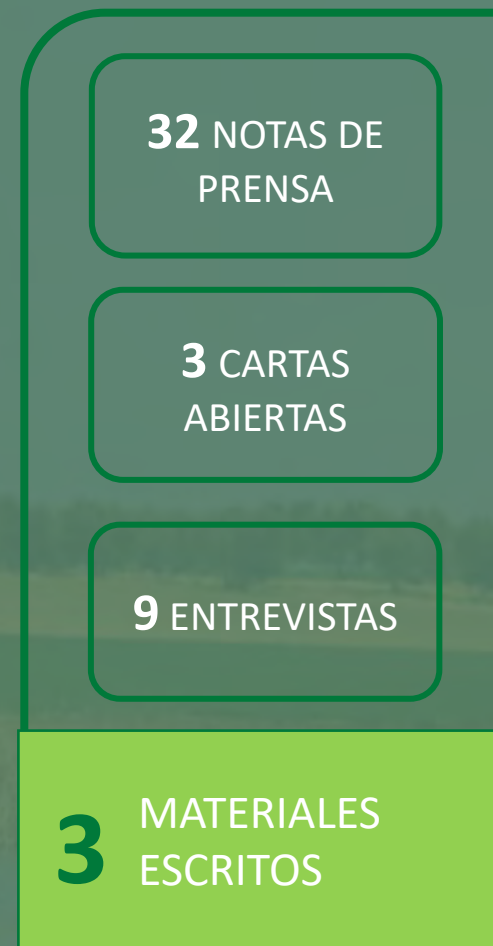 32 NOTAS DE
PRENSA
3 CARTAS
ABIERTAS
9 ENTREVISTAS
3 MATERIALES
ESCRITOS